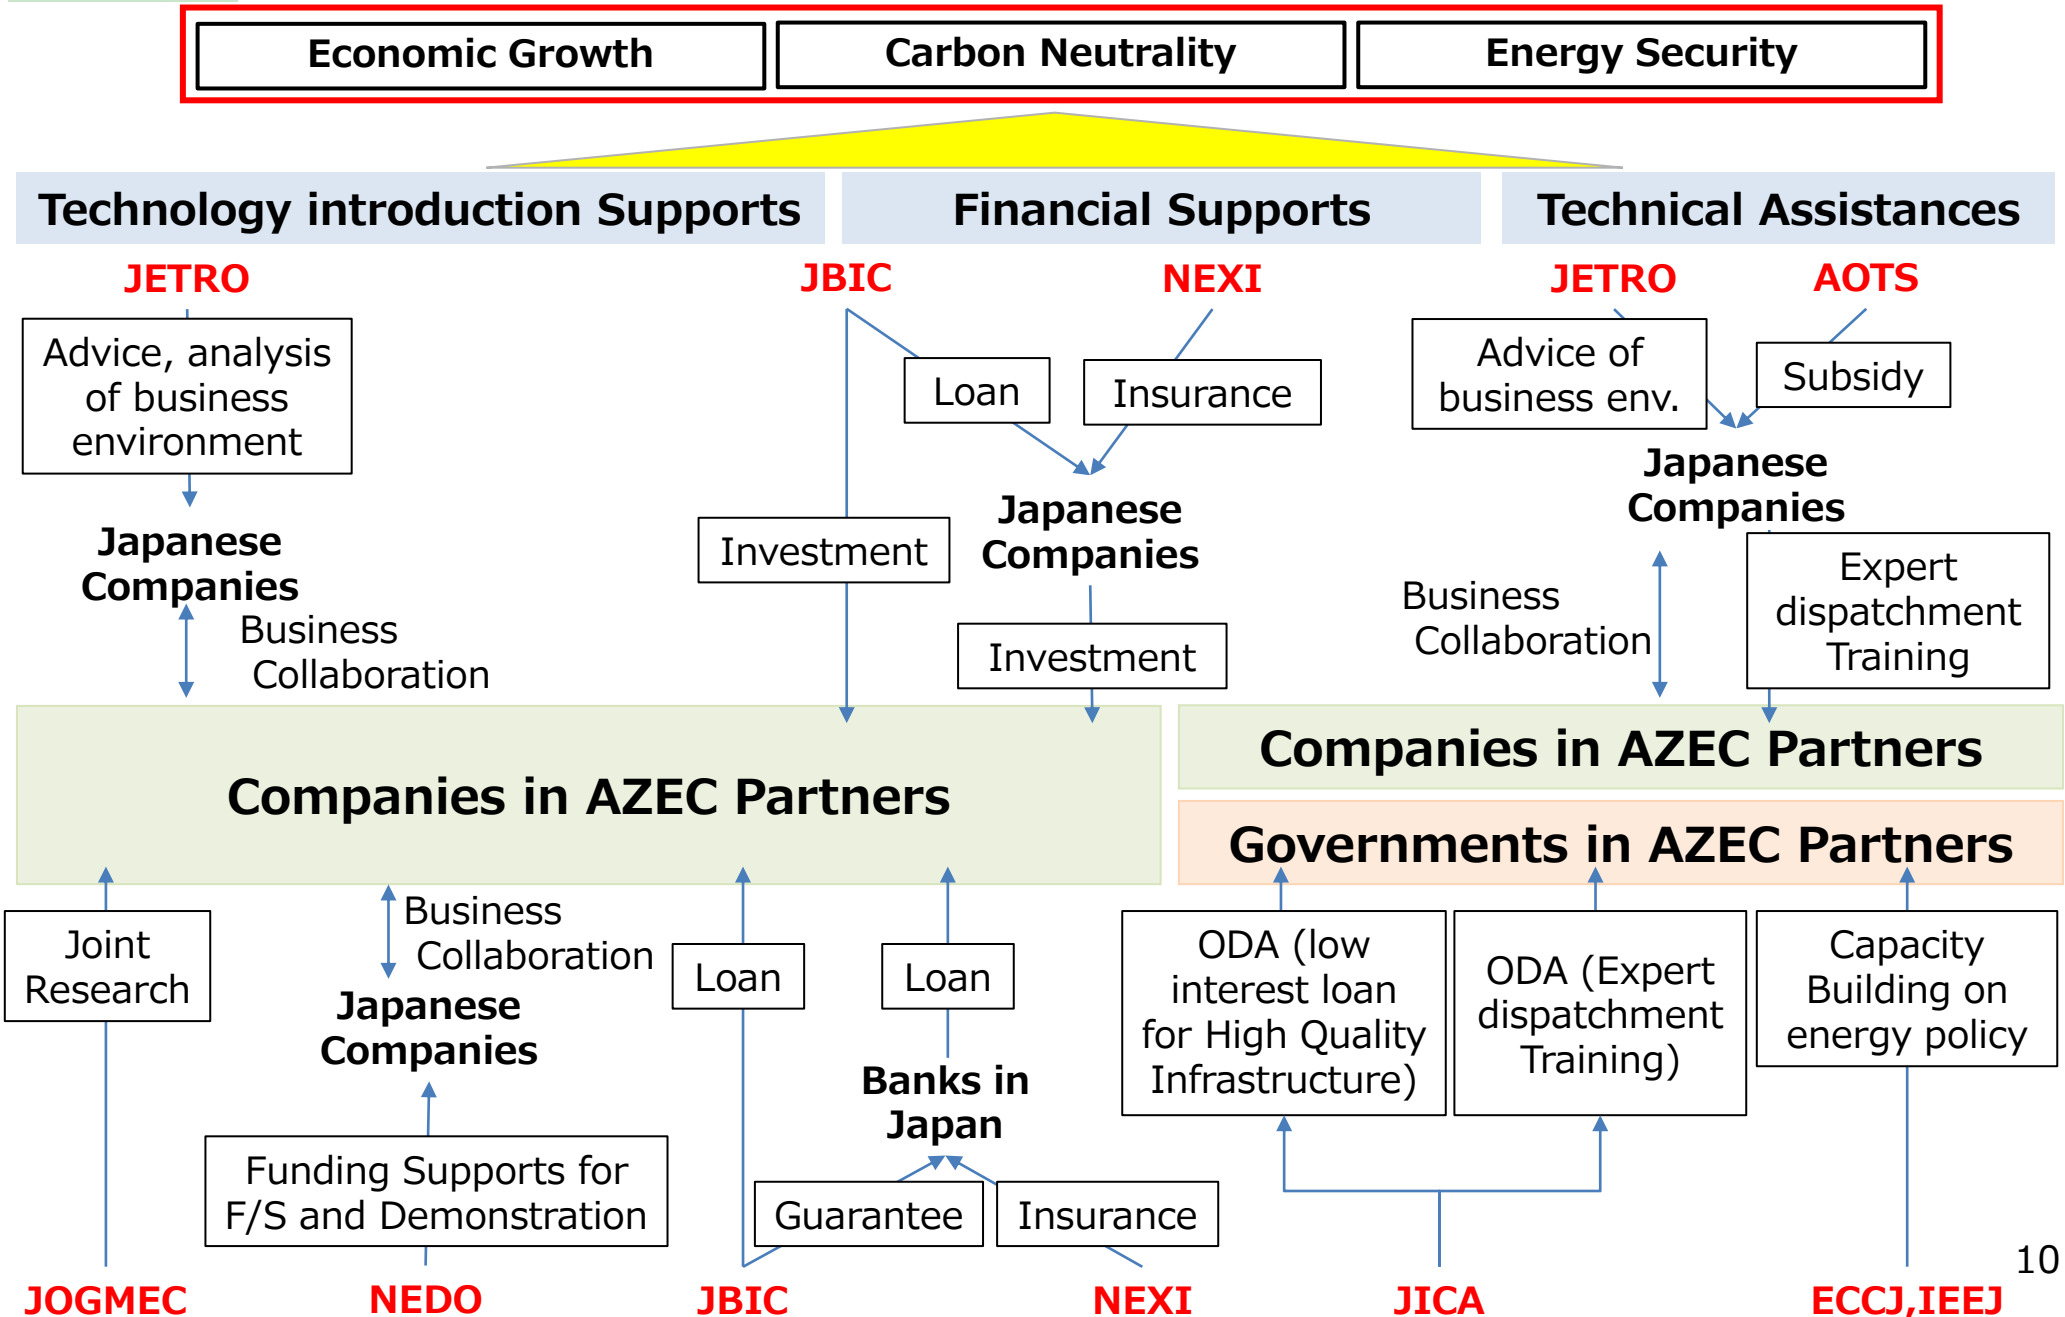 Economic Growth
Carbon Neutrality
Energy Security
Technology introduction Supports
Financial Supports
Technical Assistances
JETRO
JBIC
NEXI
JETRO
AOTS
Advice, analysis
of business
environment
Loan
Insurance
Advice of
business env.
Subsidy
Japanese
Companies
Investment
Japanese
Companies
Japanese
Companies
Business
Collaboration
Investment
Business
Collaboration
Expert
dispatchment
Training
Companies in AZEC Partners
Companies in AZEC Partners
Governments in AZEC Partners
Joint
Research
Business
Collaboration
Japanese
Companies
Loan
Loan
Banks in
Japan
ODA (low
interest loan
for High Quality
Infrastructure)
ODA (Expert
dispatchment
Training)
Capacity
Building on
energy policy
Funding Supports for
F/S and Demonstration
Guarantee
Insurance
10
JOGMEC
NEDO
JBIC
NEXI
JICA
ECCJ,IEEJ